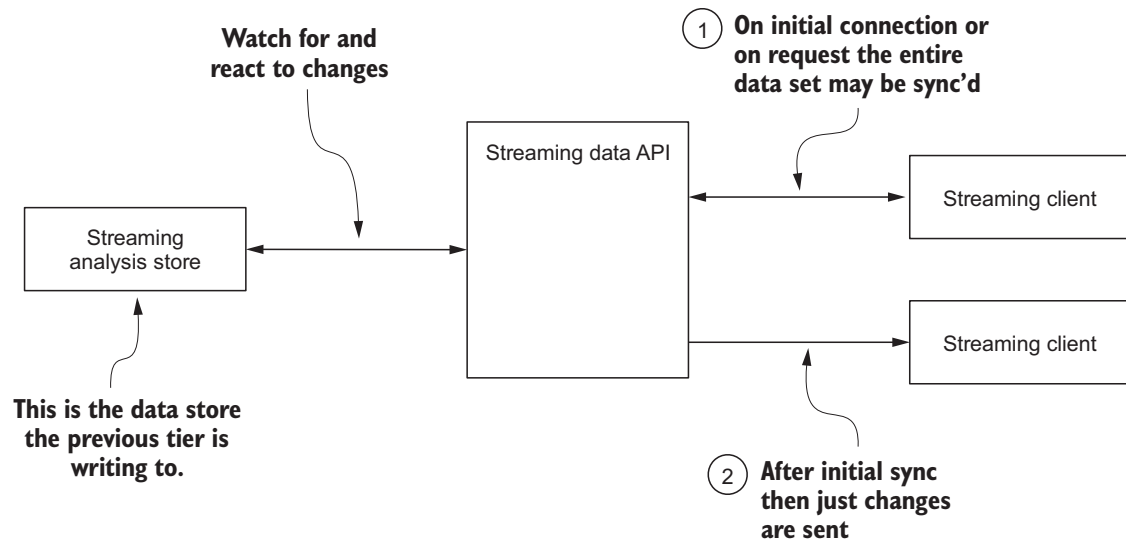 Watch for and
react to changes
1 On initial connection or
on request the entire
data set may be sync’d
Streaming data API
Streaming client
Streaming
analysis store
Streaming client
This is the data store
the previous tier is
writing to.
2 After initial sync
then just changes
are sent